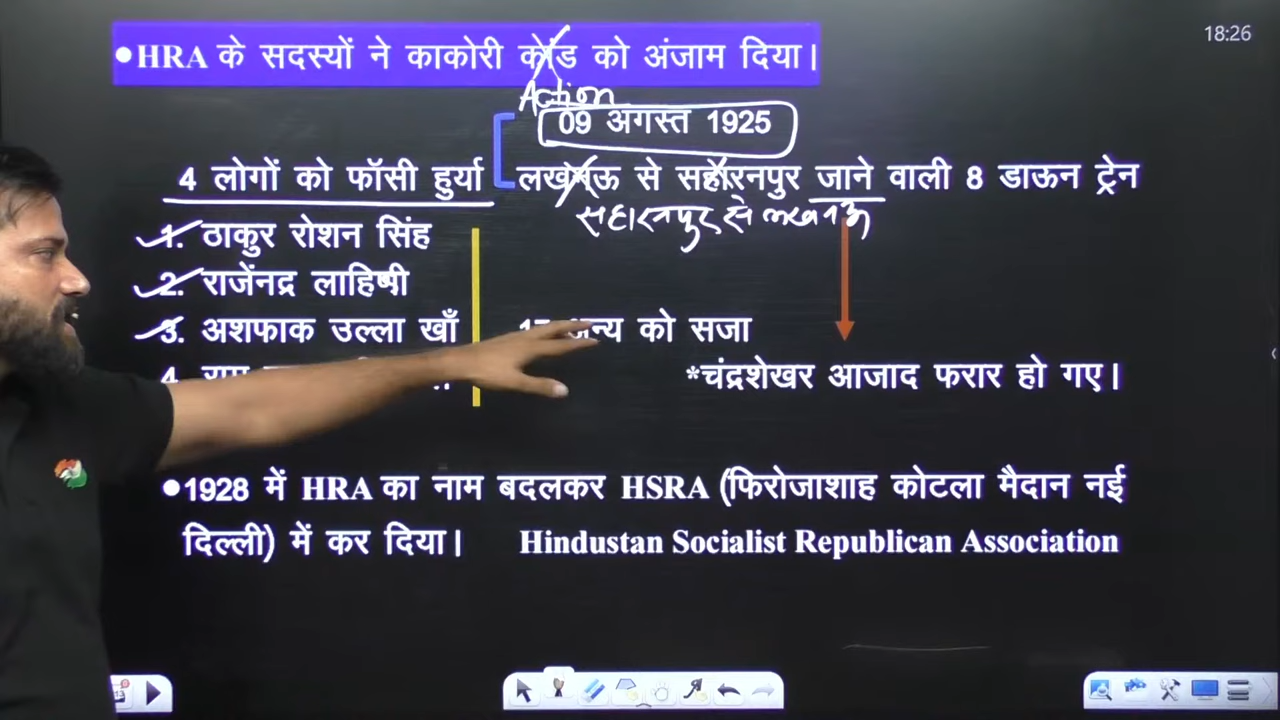 18:26
•HRA के सदस्यों ने काकोरी कांड को अंजाम दिया।
Action
09 अगस्त 1925
4 लोगों को फॉसी हुर्या
लखनऊ से सहारनपुर जाने वाली 8 डाऊन ट्रेन
सहारनपुर से लखनऊ
1. ठाकुर रोशन सिंह
2. राजेंनद्र लाहिड़ी
3. अशफाक उल्ला खाँ
अन्य को सजा
4. राम
*चंद्रशेखर आजाद फरार हो गए।
•1928 में HRA का नाम बदलकर HSRA (फिरोजाशाह कोटला मैदान नई
दिल्ली) में कर दिया। Hindustan Socialist Republican Association